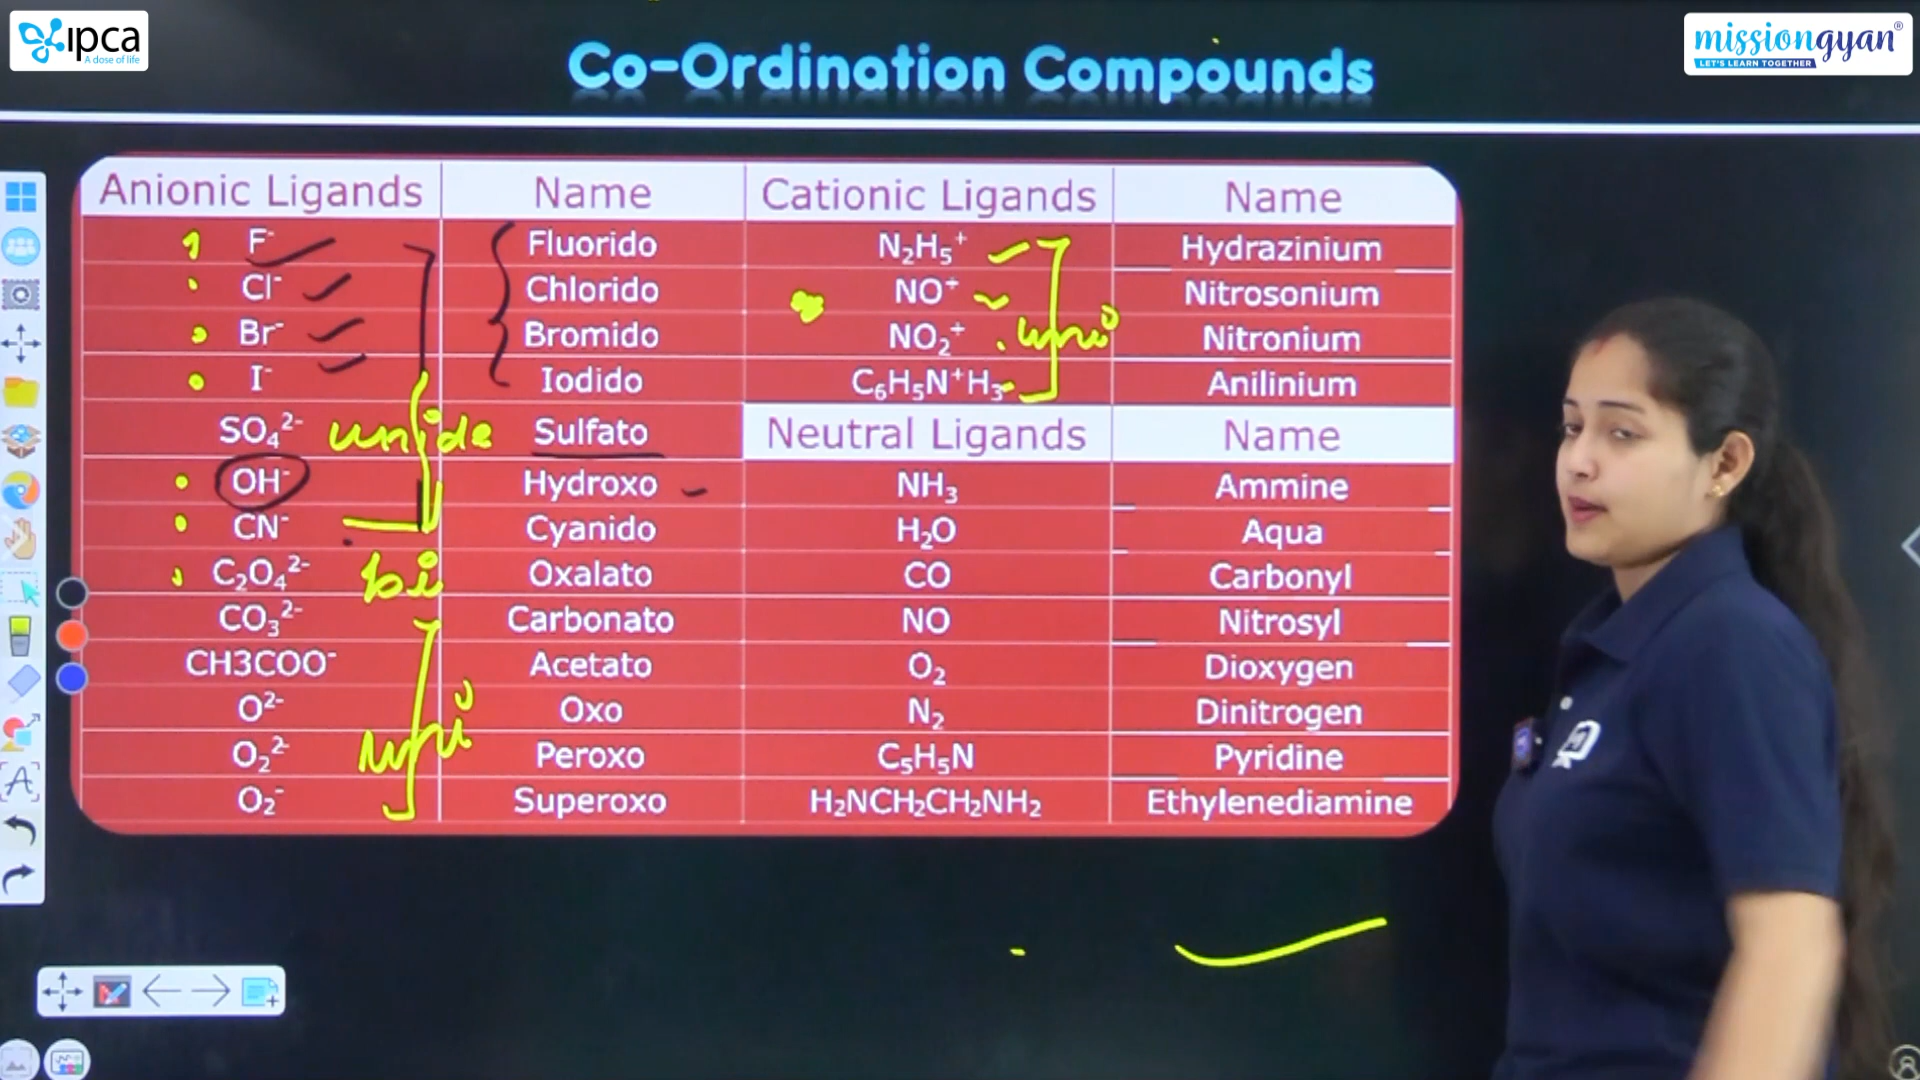 ipca
A dose of life
Co-Ordination Compounds
missiongyan®
LET'S LEARN TOGETHER
Anionic Ligands Name Cationic Ligands Name
F⁻ Fluorido N₂H₅⁺ Hydrazinium
Cl⁻ Chlorido NO⁺ Nitrosonium
Br⁻ Bromido NO₂⁺ uni Nitronium
I⁻ Iodido C₆H₅N⁺H₃ Anilinium
SO₄²⁻ unide Sulfato Neutral Ligands Name
OH⁻ Hydroxo NH₃ Ammine
CN⁻ Cyanido H₂O Aqua
C₂O₄²⁻ bi Oxalato CO Carbonyl
CO₃²⁻ Carbonato NO Nitrosyl
CH3COO⁻ Acetato O₂ Dioxygen
O²⁻ Oxo N₂ Dinitrogen
O₂²⁻ uni Peroxo C₅H₅N Pyridine
O₂⁻ Superoxo H₂NCH₂CH₂NH₂ Ethylenediamine